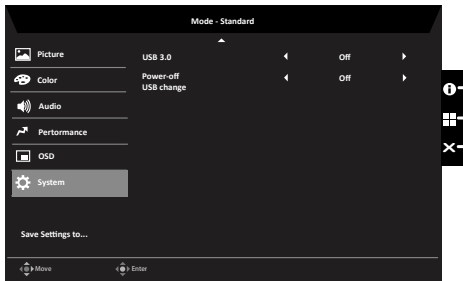 Mode - Standard
Picture
USB 3.0 Off
Color
Power-off
USB change Off
Audio
Pertormance
OSD
System
Save Settings to...
Move Enter